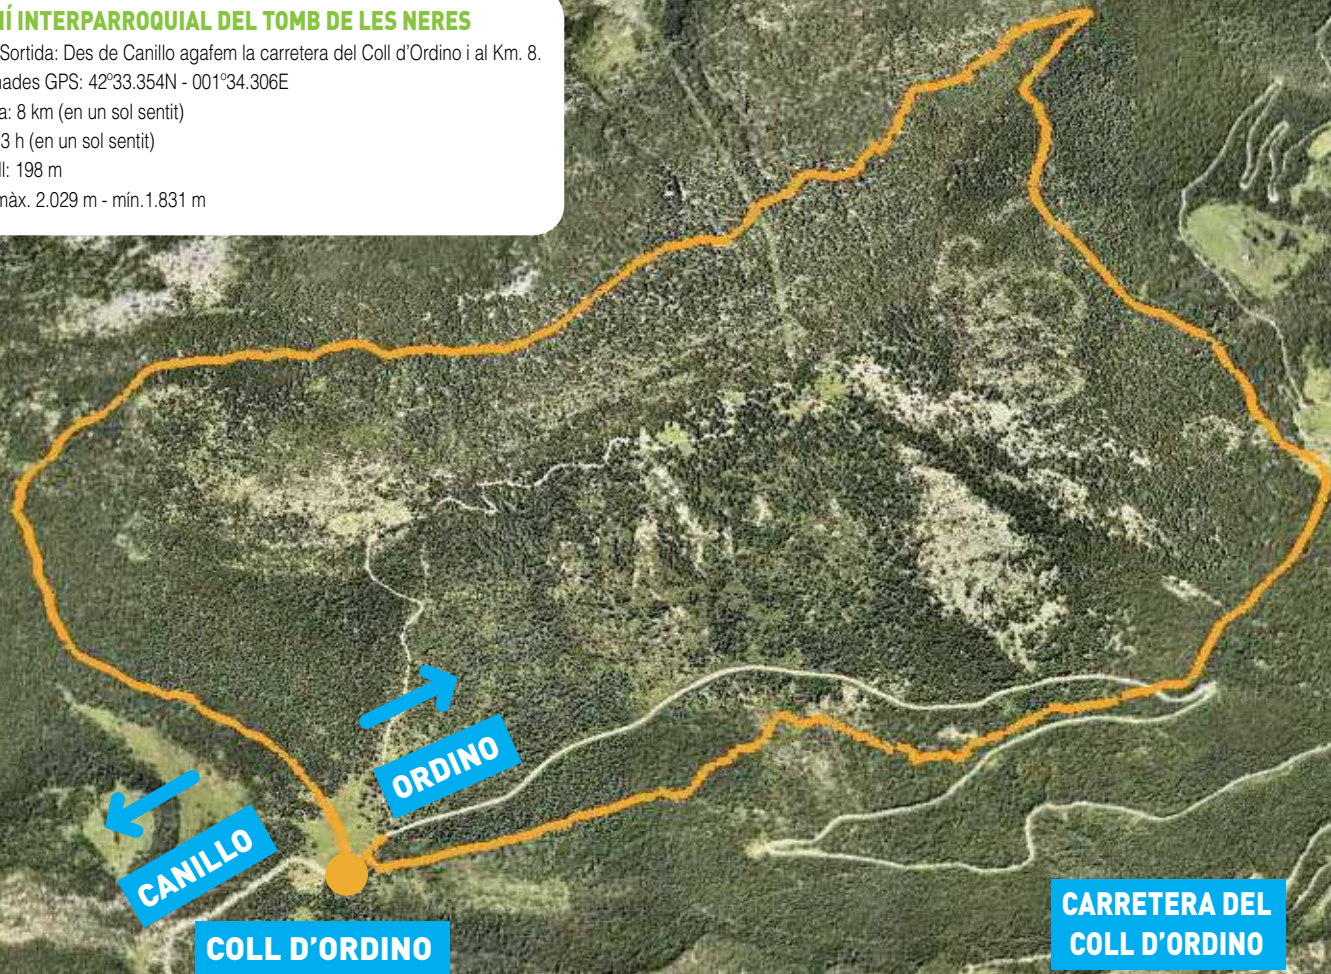 Í INTERPARROQUIAL DEL TOMB DE LES NERES
Sortida: Des de Canillo agafem la carretera del Coll d'Ordino i al Km. 8.
nades GPS: 42º33.354N - 001º34.306E
a: 8 km (en un sol sentit)
3 h (en un sol sentit)
ll: 198 m
màx. 2.029 m - mín.1.831 m
ORDINO
CANILLO
COLL D'ORDINO
CARRETERA DEL
COLL D'ORDINO